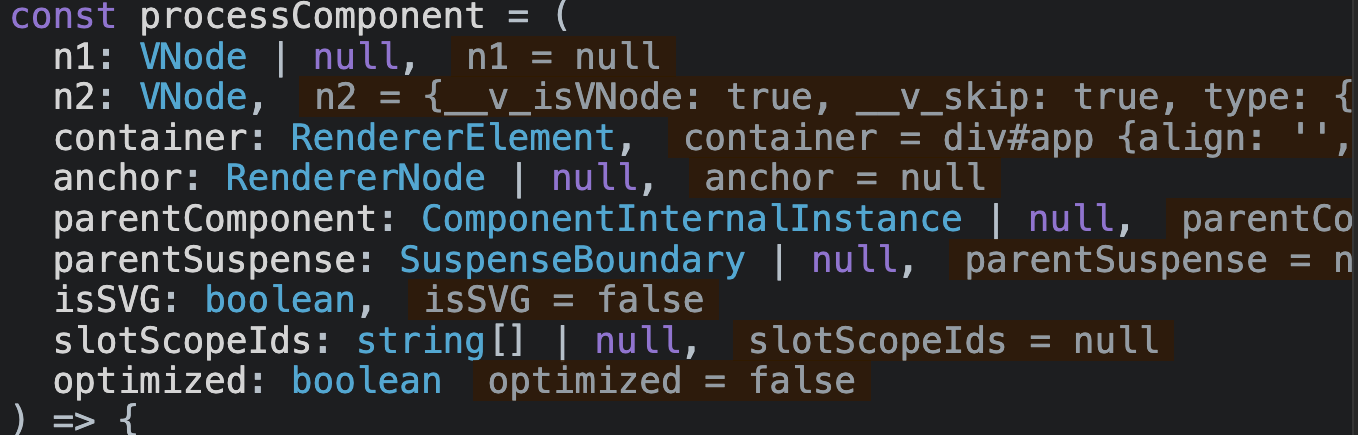 const processComponent = (
n1: VNode | null, n1 = null
n2: VNode, n2 = {__v_isVNode: true, __v_skip: true, type: {
container: RendererElement, container = div#app {align: '',
anchor: RendererNode | null, anchor = null
parentComponent: ComponentInternalInstance | null, parentCo
parentSuspense: SuspenseBoundary | null, parentSuspense = n
isSVG: boolean, isSVG = false
slotScopeIds: string[] | null, slotScopeIds = null
optimized: boolean optimized = false
) => {